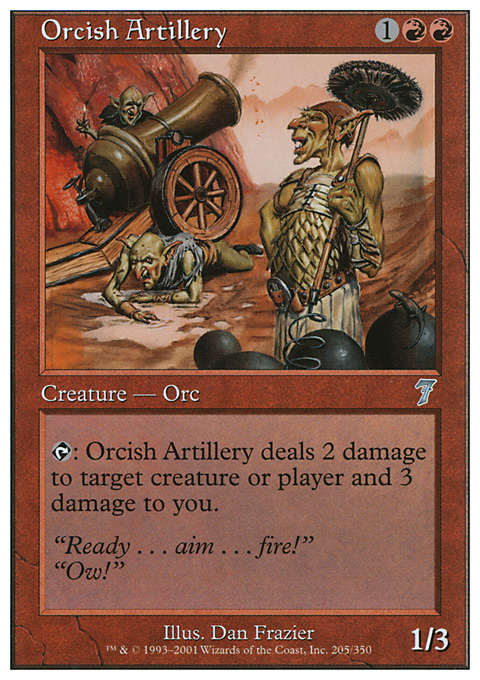 Orcish Artillery 1
Creature — Orc
: Orcish Artillery deals 2 damage
to target creature or player and 3
damage to you.
“Ready . . . aim . . . fire!”
“Ow!”
Illus. Dan Frazier
™ & © 1993–2001 Wizards of the Coast, Inc. 205/350
1/3